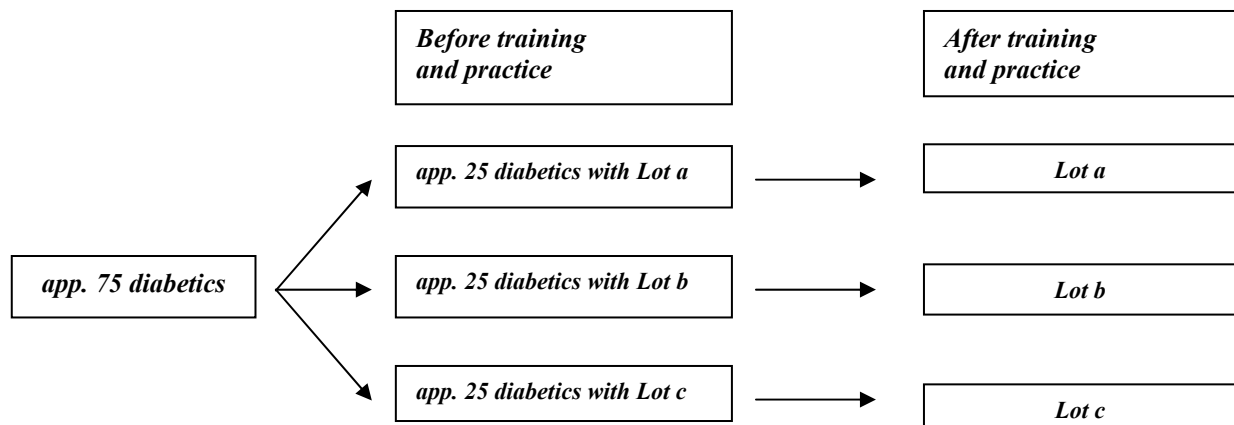 Before training
and practice
After training
and practice
app. 25 diabetics with Lot a
Lot a
app. 75 diabetics
app. 25 diabetics with Lot b
Lot b
app. 25 diabetics with Lot c
Lot c